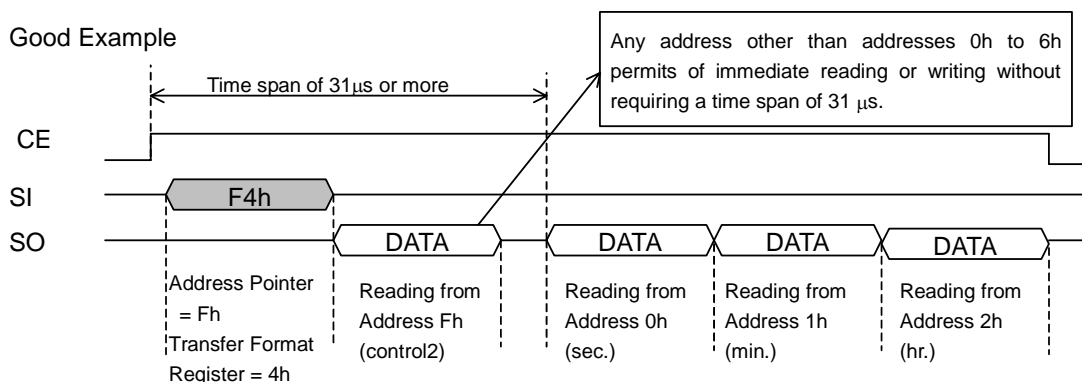 Good Example
Any address other than addresses 0h to 6h
permits of immediate reading or writing without
requiring a time span of 31 μs.
Time span of 31μs or more
CE
SI
F4h
SO
DATA
DATA
DATA
DATA
Address Pointer
= Fh
Transfer Format
Register = 4h
Reading from
Address Fh
(control2)
Reading from
Address 0h
(sec.)
Reading from
Address 1h
(min.)
Reading from
Address 2h
(hr.)